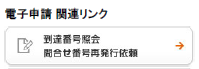 電子申請 関連リンク
到達番号照会
問合せ番号再発行依頼